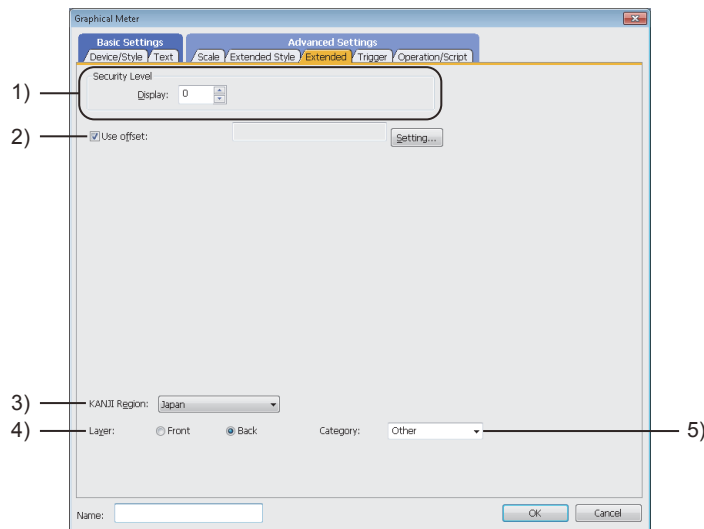 Graphical Meter
Basic Settings Advanced Settings
Device/Style Text Scale Extended Style Extended Trigger Operation/Script
Security Level
1) Display: 0
2) Use offset: Setting...
3) KANJI Region: Japan
4) Layer: Front Back Category: Other 5)
Name: OK Cancel